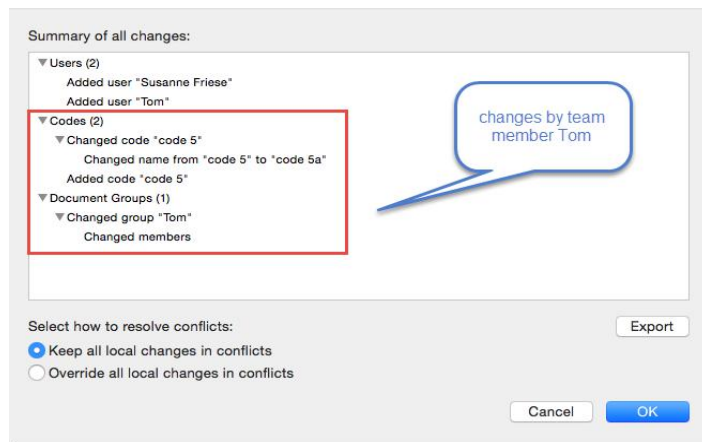 Summary of all changes:
Users (2)
Added user "Susanne Friese"
Added user "Tom"
Codes (2)
Changed code "code 5"
Changed name from "code 5" to "code 5a"
Added code "code 5"
Document Groups (1)
Changed group "Tom"
Changed members
changes by team
member Tom
Select how to resolve conflicts:
Export
Keep all local changes in conflicts
Override all local changes in conflicts
Cancel
OK